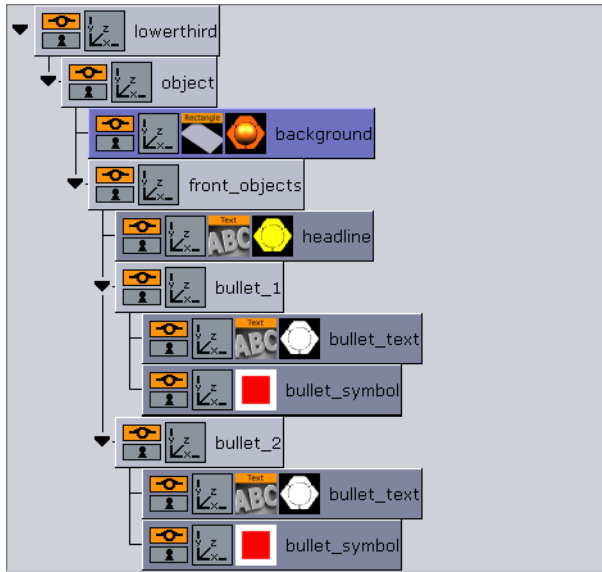 lowerthird
object
Rectangle
background
front_objects
Text
ABC
headline
bullet_1
Text
ABC
bullet_text
bullet_symbol
bullet_2
Text
ABC
bullet_text
bullet_symbol